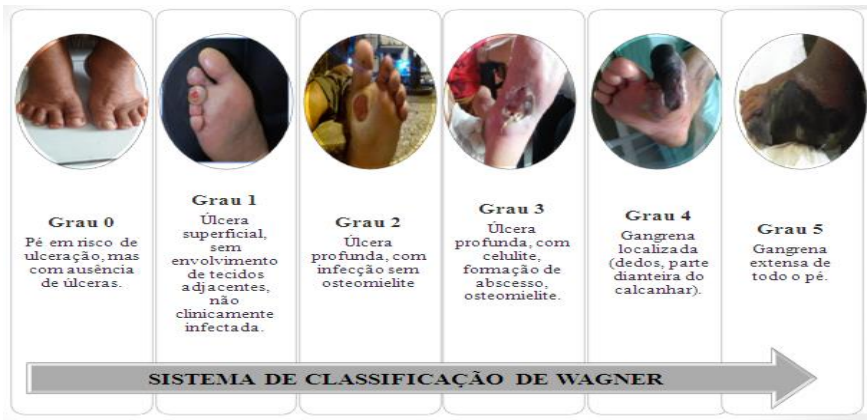 Grau 0
Pé em risco de
ulceração, mas
com ausência
de úlceras.
Grau 1
Úlcera
superficial,
sem
envolvimento
de tecidos
adjacentes,
não
clinicamente
infectada.
Grau 2
Úlcera
profunda, com
infecção sem
osteomielite
Grau 3
Úlcera
profunda, com
celulite,
formação de
abscesso,
osteomielite.
Grau 4
Gangrena
localizada
(dedos, parte
dianteira do
calcanhar).
Grau 5
Gangrena
extensa de
todo o pé.
SISTEMA DE CLASSIFICAÇÃO DE WAGNER